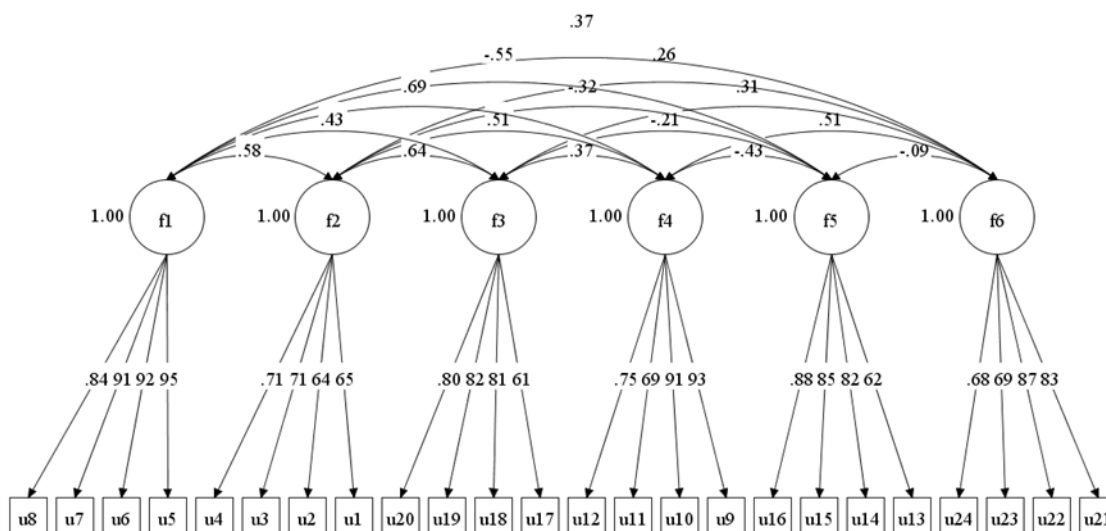 .37
-.55 .26
.69 -.32 .31
.43 .51 -.21 .51
.58 .64 .37 -.43 -.09
1.00 f1 1.00 f2 1.00 f3 1.00 f4 1.00 f5 1.00 f6
.84 91 92 95 .71 71 64 65 .80 82 81 61 .75 69 91 93 .88 85 82 62 .68 69 87 83
u8 u7 u6 u5 u4 u3 u2 u1 u20 u19 u18 u17 u12 u11 u10 u9 u16 u15 u14 u13 u24 u23 u22 u21